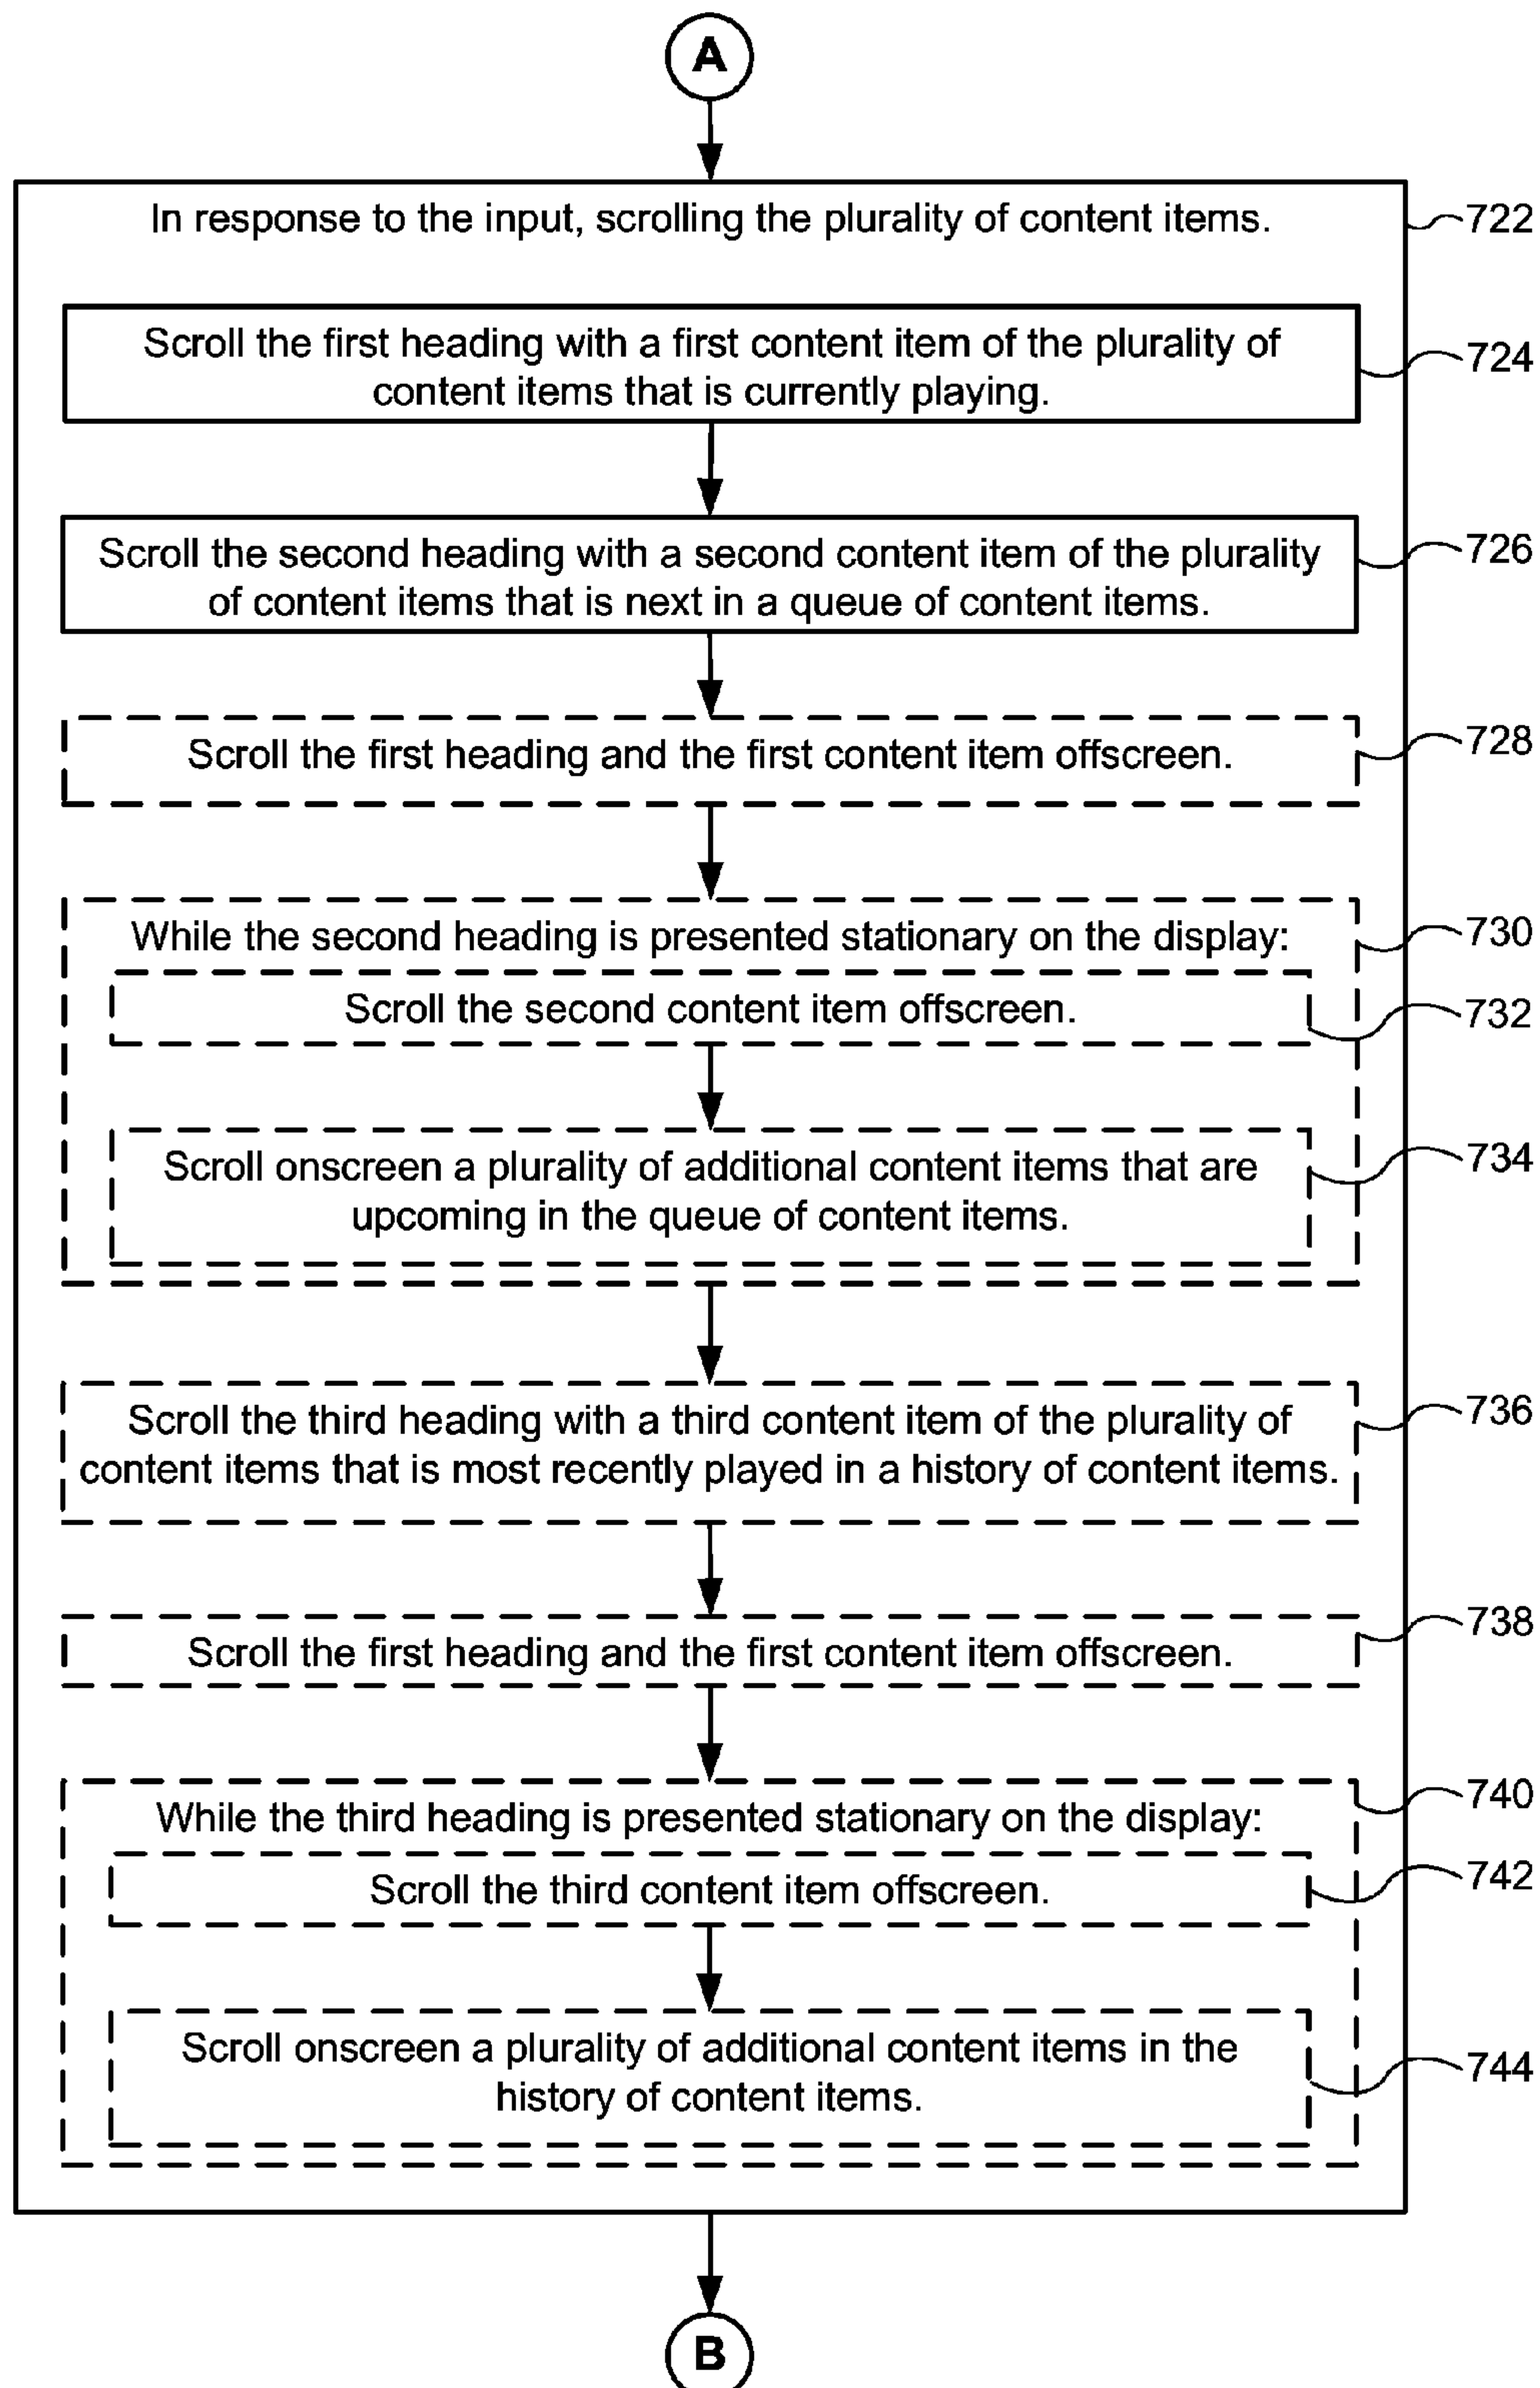 A
In response to the input, scrolling the plurality of content items.
722
Scroll the first heading with a first content item of the plurality of
content items that is currently playing.
724
Scroll the second heading with a second content item of the plurality
of content items that is next in a queue of content items.
726
Scroll the first heading and the first content item offscreen.
728
While the second heading is presented stationary on the display:
730
Scroll the second content item offscreen.
732
Scroll onscreen a plurality of additional content items that are
upcoming in the queue of content items.
734
Scroll the third heading with a third content item of the plurality of
content items that is most recently played in a history of content items.
736
Scroll the first heading and the first content item offscreen.
738
While the third heading is presented stationary on the display:
740
Scroll the third content item offscreen.
742
Scroll onscreen a plurality of additional content items in the
history of content items.
744
B